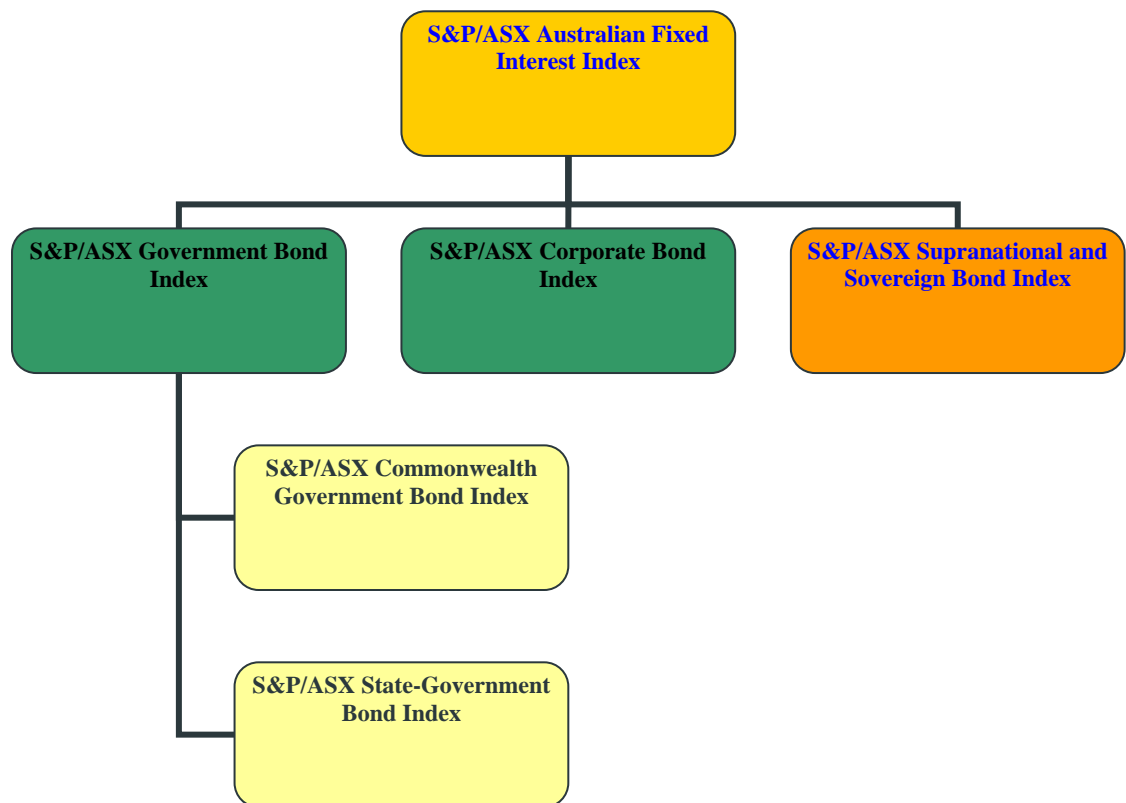 S&P/ASX Australian Fixed
Interest Index
S&P/ASX Government Bond
Index
S&P/ASX Corporate Bond
Index
S&P/ASX Supranational and
Sovereign Bond Index
S&P/ASX Commonwealth
Government Bond Index
S&P/ASX State-Government
Bond Index